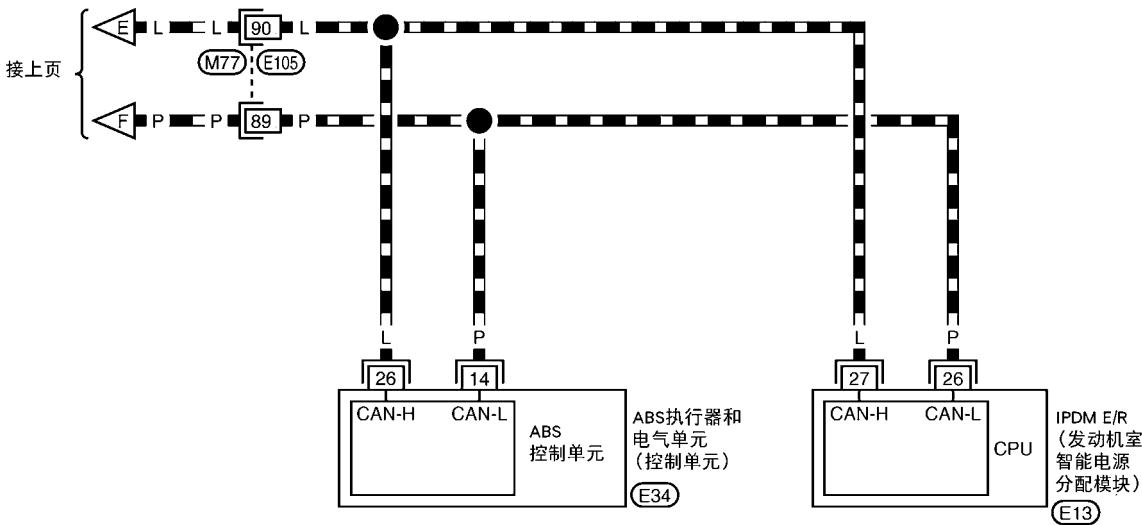 E L L 90 L
M77 E105
接上页
F P P 89 P
L P L P
26 14 27 26
CAN-H CAN-L CAN-H CAN-L
ABS
控制单元
ABS执行器和
电气单元
（控制单元）
E34
CPU
IPDM E/R
（发动机室
智能电源
分配模块）
E13